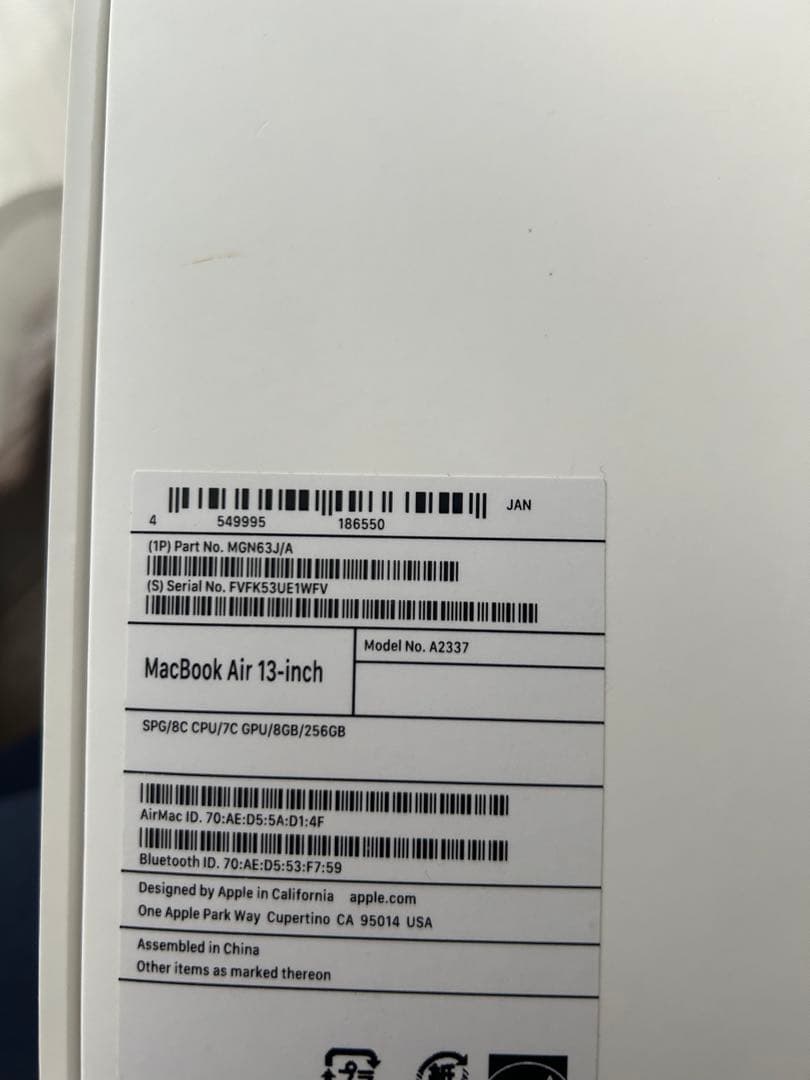 4 549995 186550 JAN
(1P) Part No. MGN63J/A
(S) Serial No. FVFK53UE1WFV
MacBook Air 13-inch
Model No. A2337
SPG/8C CPU/7C GPU/8GB/256GB
AirMac ID. 70:AE:D5:5A:D1:4F
Bluetooth ID. 70:AE:D5:53:F7:59
Designed by Apple in California apple.com
One Apple Park Way Cupertino CA 95014 USA
Assembled in China
Other items as marked thereon
プラ
紙